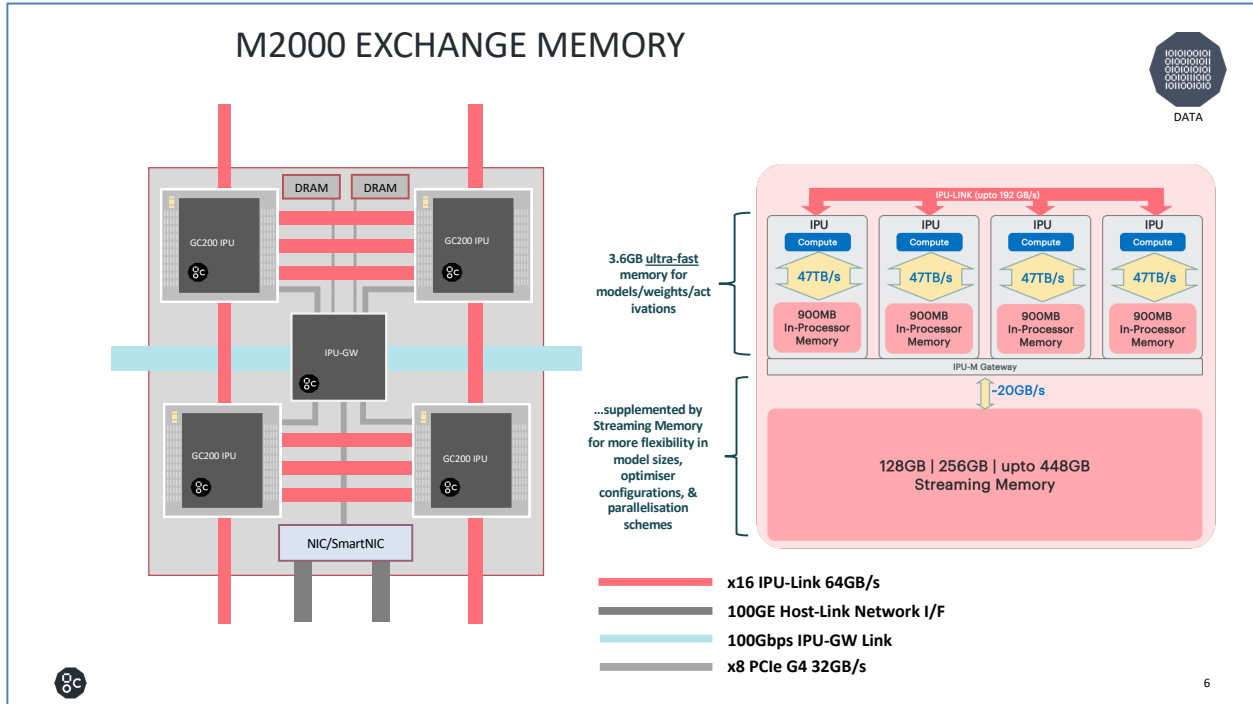 M2000 EXCHANGE MEMORY
IOIOIOOIOI
OIOOIOIOII
OIOIOIOIOI
OOIOIIIOIO
IOIIOOIOIO
DATA
DRAM
DRAM
GC200 IPU
GC200 IPU
IPU-GW
GC200 IPU
GC200 IPU
NIC/SmartNIC
3.6GB ultra-fast
memory for
models/weights/act
ivations
…supplemented by
Streaming Memory
for more flexibility in
model sizes,
optimiser
configurations, &
parallelisation
schemes
IPU-LINK (upto 192 GB/s)
IPU
Compute
47TB/s
900MB
In-Processor
Memory
IPU
Compute
47TB/s
900MB
In-Processor
Memory
IPU
Compute
47TB/s
900MB
In-Processor
Memory
IPU
Compute
47TB/s
900MB
In-Processor
Memory
IPU-M Gateway
~20GB/s
128GB | 256GB | upto 448GB
Streaming Memory
x16 IPU-Link 64GB/s
100GE Host-Link Network I/F
100Gbps IPU-GW Link
x8 PCIe G4 32GB/s
6